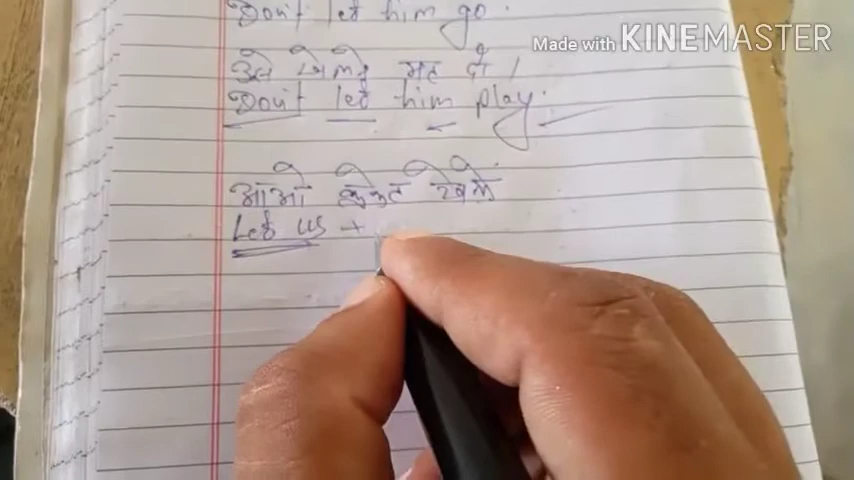 Don't let him go.
Made with KINEMASTER
उसे खेलने मत दो।
Don't let him play.
आओ क्रिकेट खेलें
Let us +